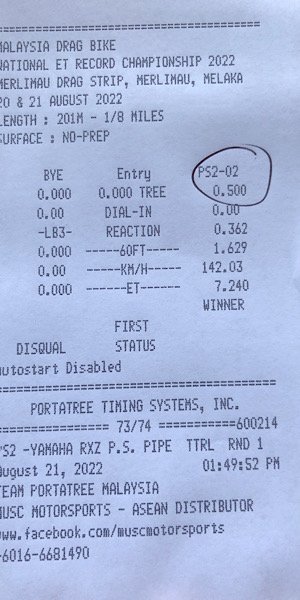 MALAYSIA DRAG BIKE
NATIONAL ET RECORD CHAMPIONSHIP 2022
MERLIMAU DRAG STRIP, MERLIMAU, MELAKA
20 & 21 AUGUST 2022
LENGTH : 201M - 1/8 MILES
SURFACE : NO-PREP
BYE Entry PS2-02
0.000 0.000 TREE 0.500
0.00 DIAL-IN 0.00
-LB3- REACTION 0.362
0.000 -----60FT----- 1.629
0.00 -----KM/H----- 142.03
0.000 ------ET------ 7.240
WINNER
FIRST
DISQUAL STATUS
autostart Disabled
PORTATREE TIMING SYSTEMS, INC.
================ 73/74 ===========600214
PS2 -YAMAHA RXZ P.S. PIPE TTRL RND 1
August 21, 2022 01:49:52 PM
TEAM PORTATREE MALAYSIA
MUSC MOTORSPORTS - ASEAN DISTRIBUTOR
www.facebook.com/muscmotorsports
-6016-6681490